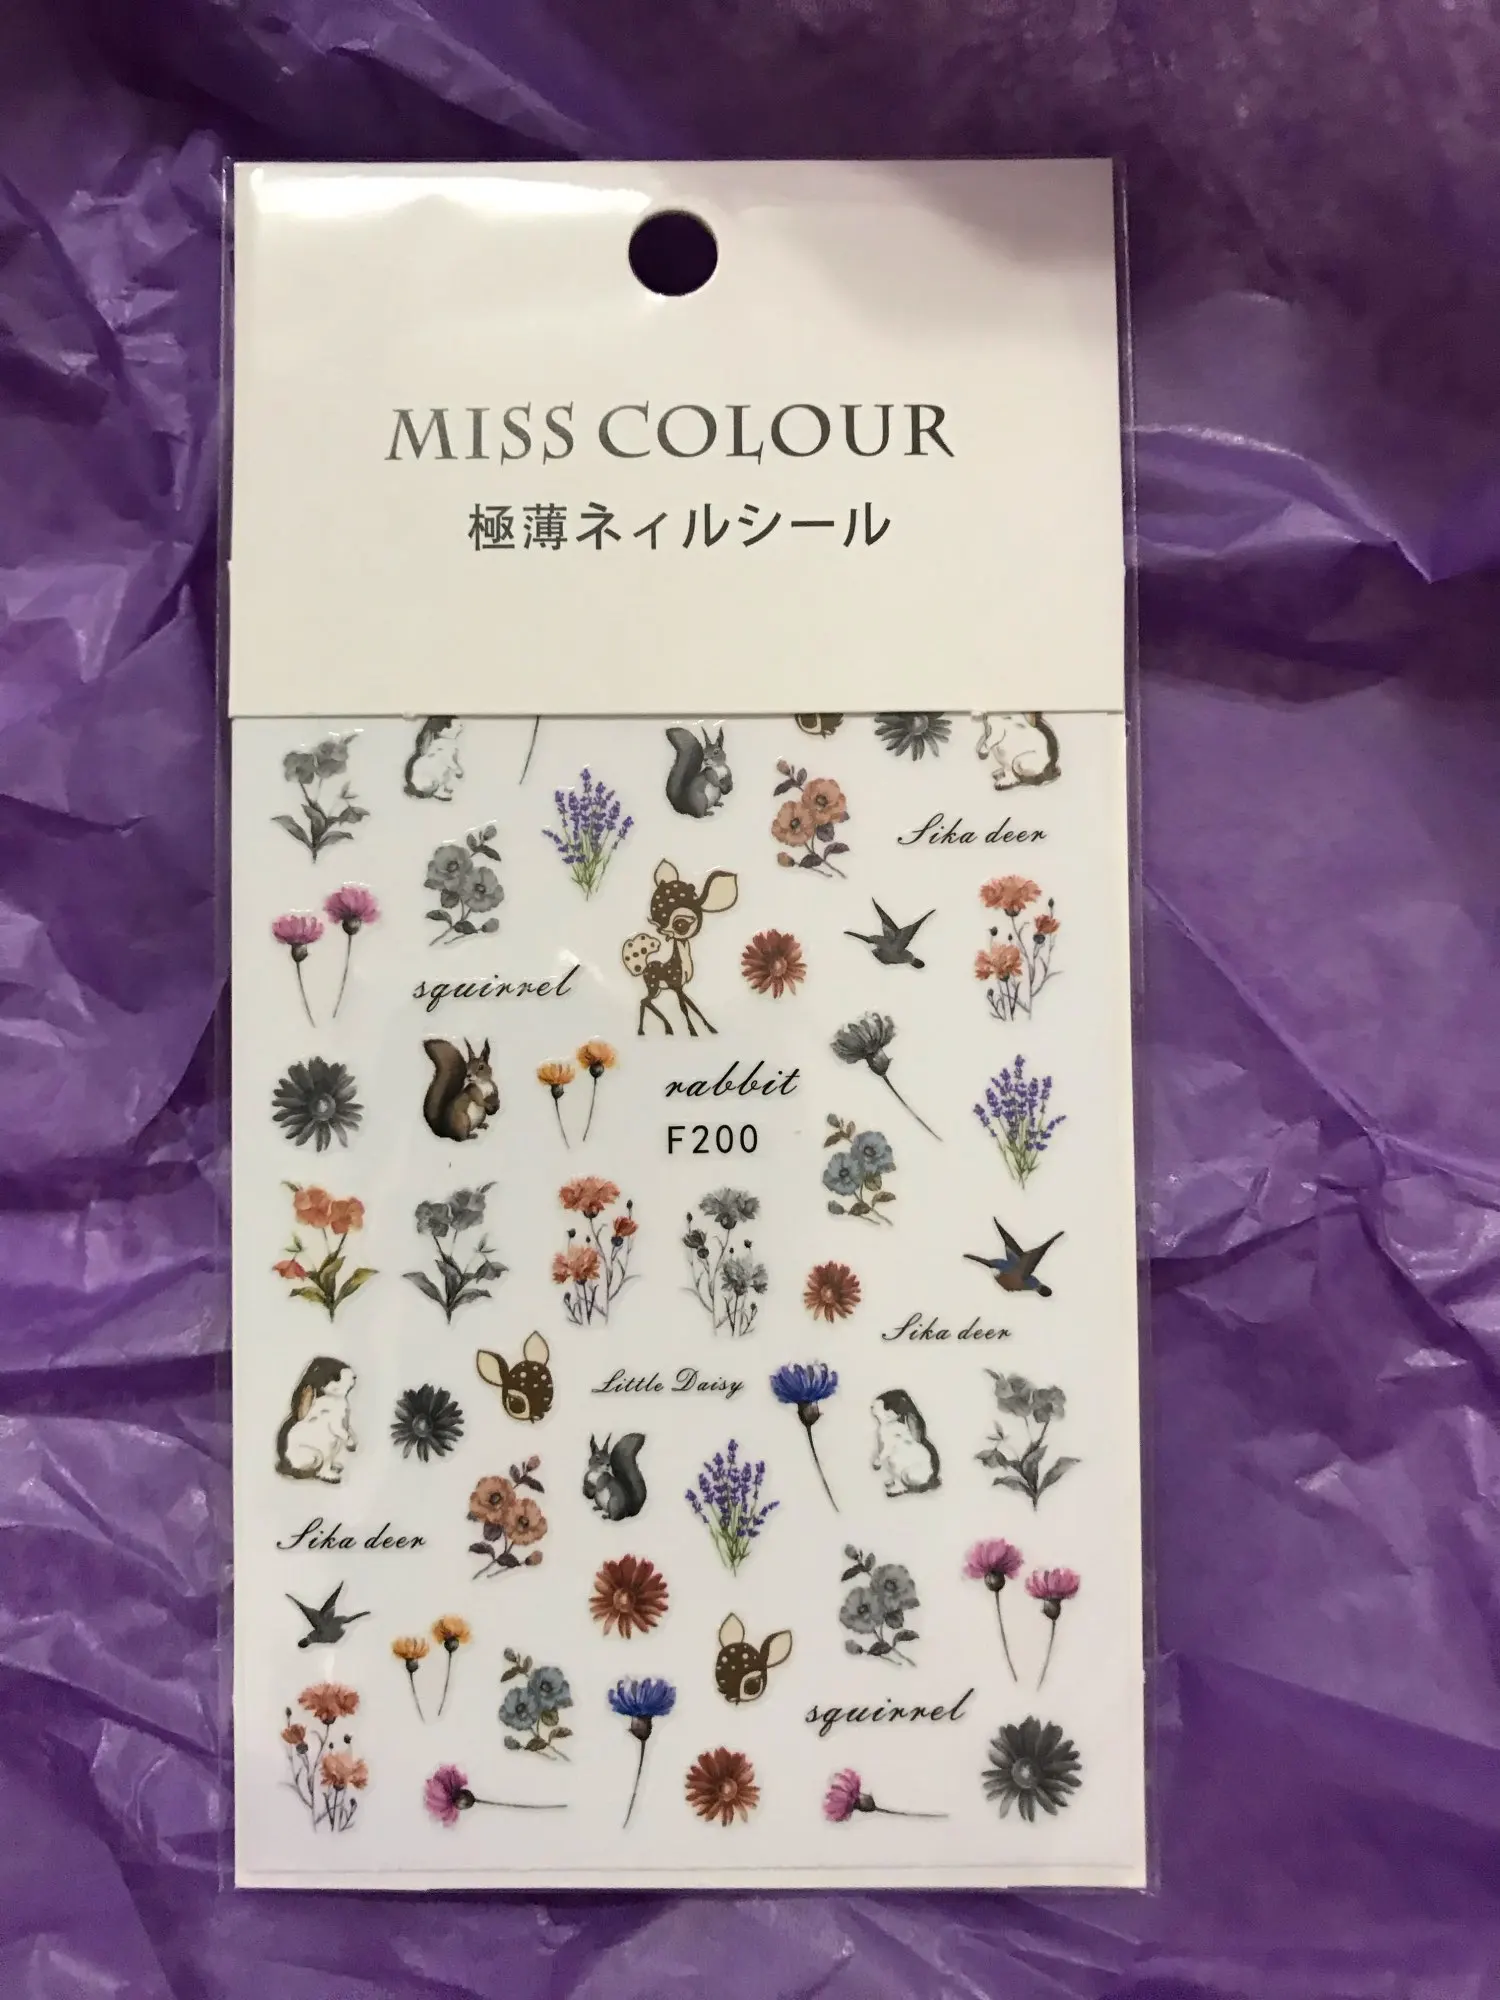 MISS COLOUR
極薄ネィルシール
Sika deer
squirrel
rabbit
F200
Sika deer
Little Daisy
Sika deer
squirrel